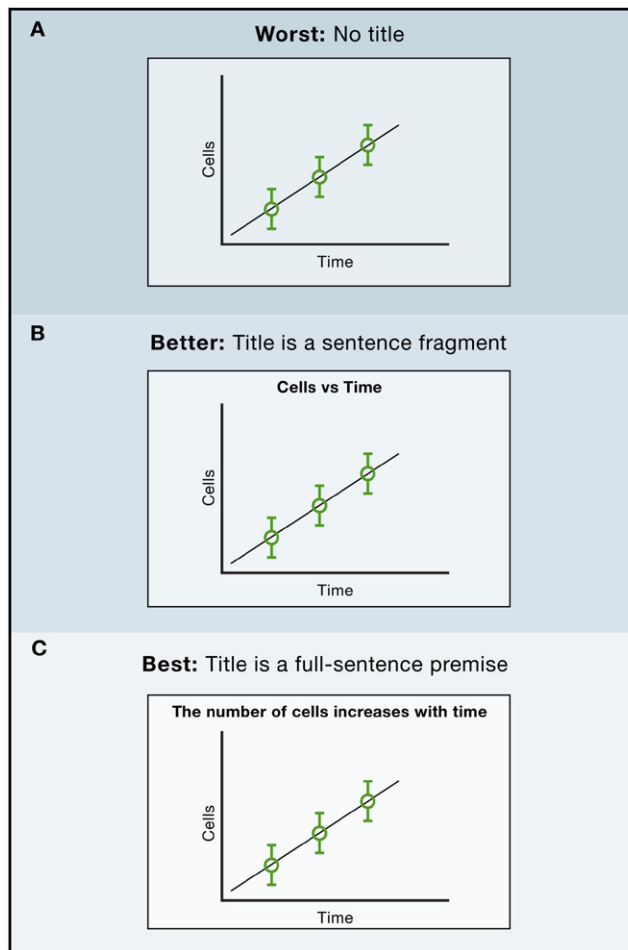 A
Worst: No title
Cells
Time
B
Better: Title is a sentence fragment
Cells vs Time
Cells
Time
C
Best: Title is a full-sentence premise
The number of cells increases with time
Cells
Time